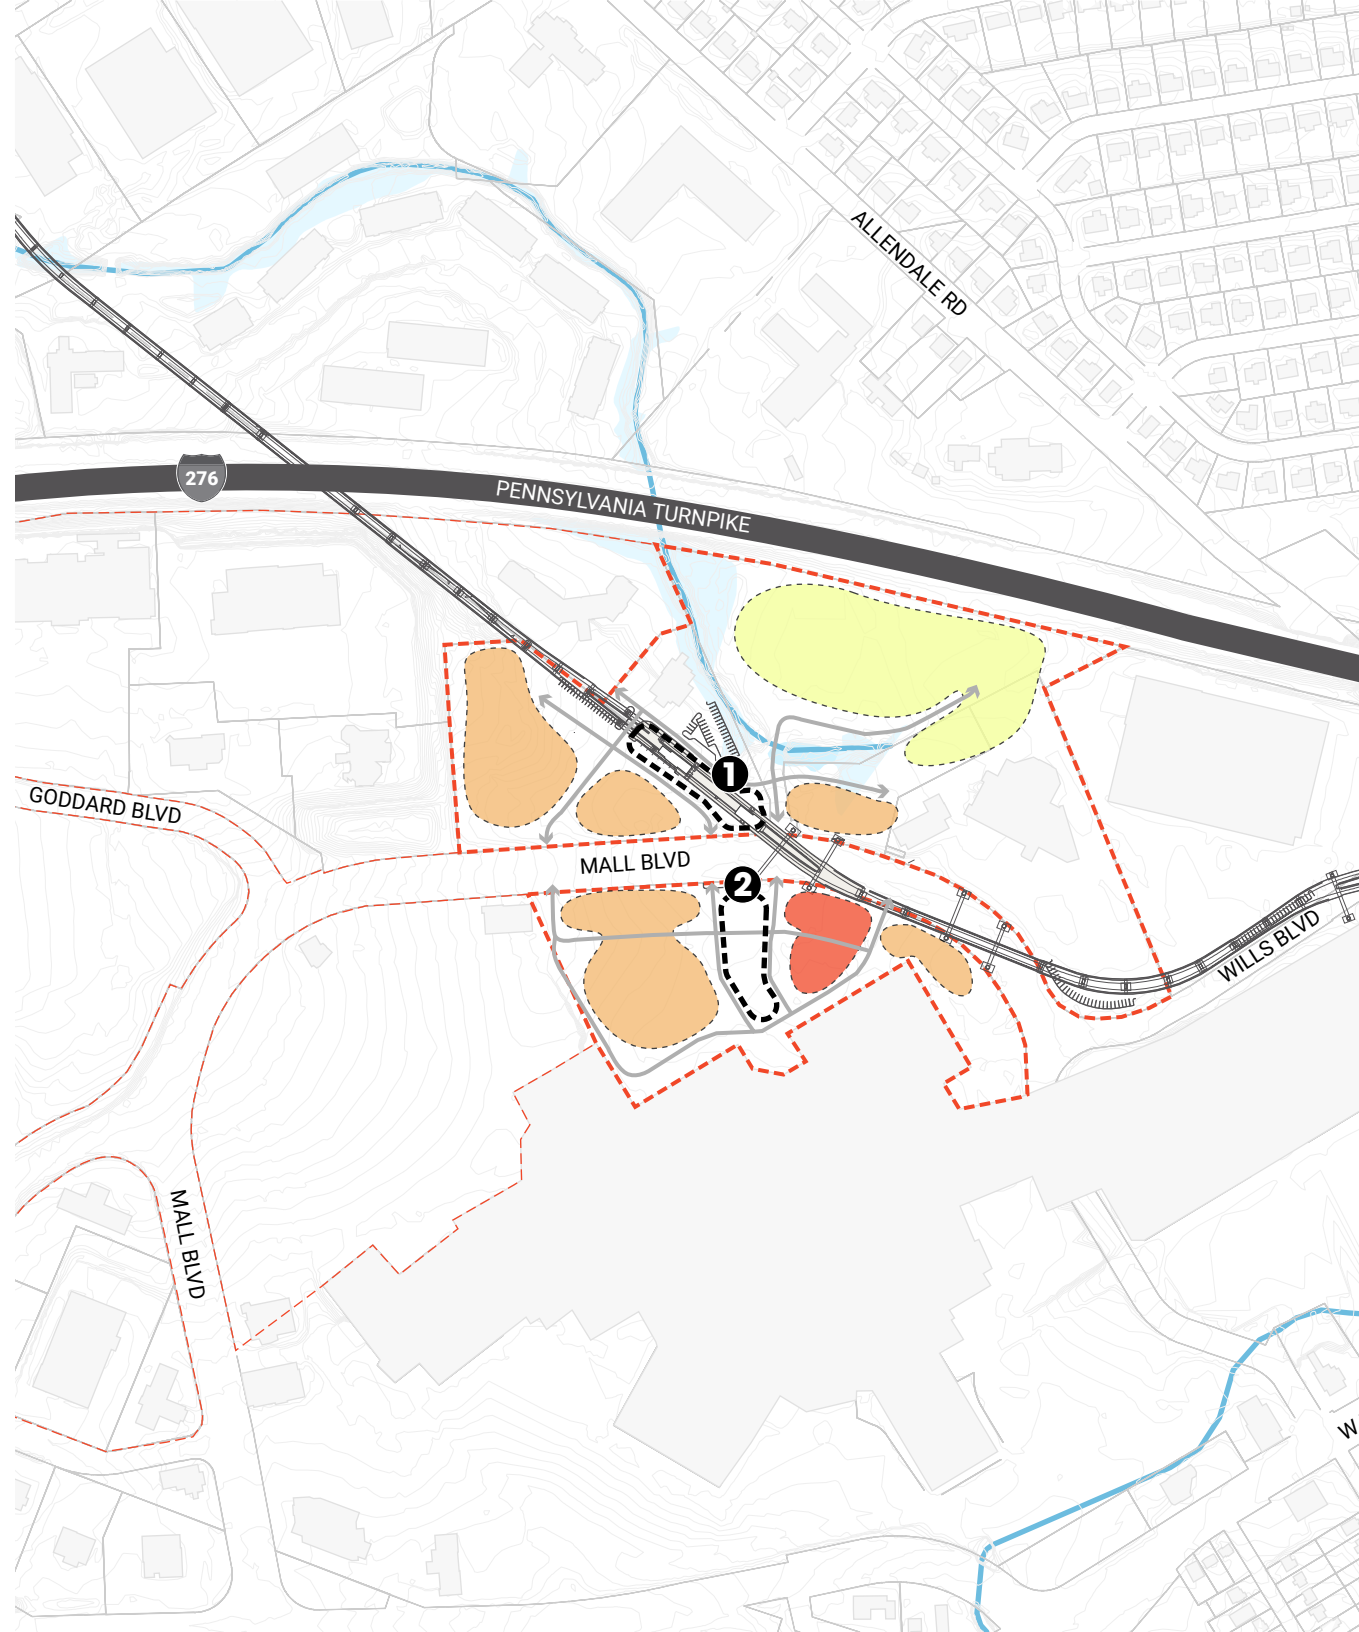 ALLENDALE RD
276
PENNSYLVANIA TURNPIKE
1
GODDARD BLVD
MALL BLVD
2
WILLS BLVD
MALL BLVD
W